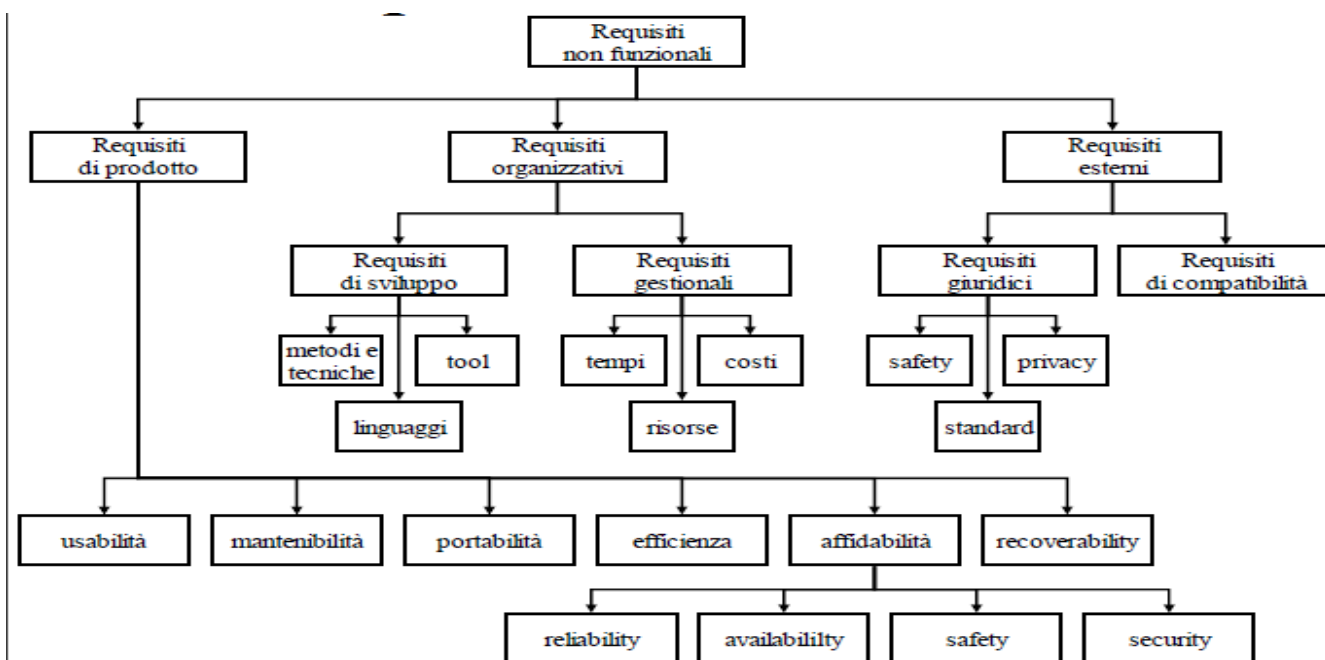 Requisiti
non funzionali
Requisiti
di prodotto
Requisiti
organizzativi
Requisiti
esterni
Requisiti
di sviluppo
Requisiti
gestionali
Requisiti
giuridici
Requisiti
di compatibilità
metodi e
tecniche
tool
tempi
costi
safety
privacy
linguaggi
risorse
standard
usabilità
mantenibilità
portabilità
efficienza
affidabilità
recoverability
reliability
availabililty
safety
security